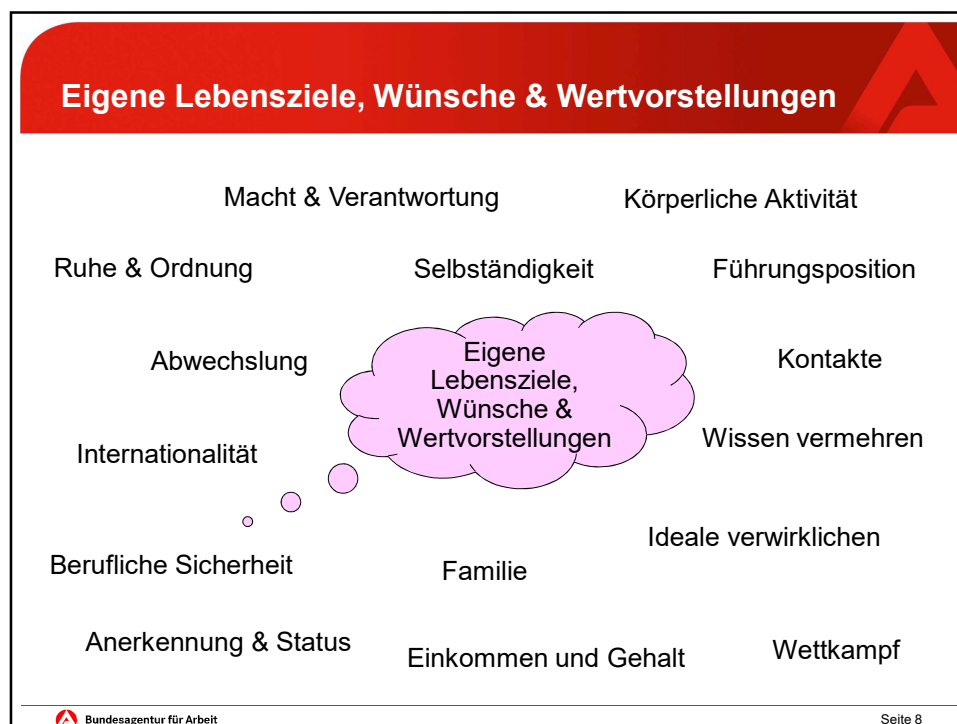 Eigene Lebensziele, Wünsche & Wertvorstellungen
Macht & Verantwortung
Körperliche Aktivität
Ruhe & Ordnung
Selbständigkeit
Führungsposition
Abwechslung
Eigene
Lebensziele,
Wünsche &
Wertvorstellungen
Kontakte
Internationalität
Wissen vermehren
Ideale verwirklichen
Berufliche Sicherheit
Familie
Anerkennung & Status
Einkommen und Gehalt
Wettkampf
Bundesagentur für Arbeit
Seite 8